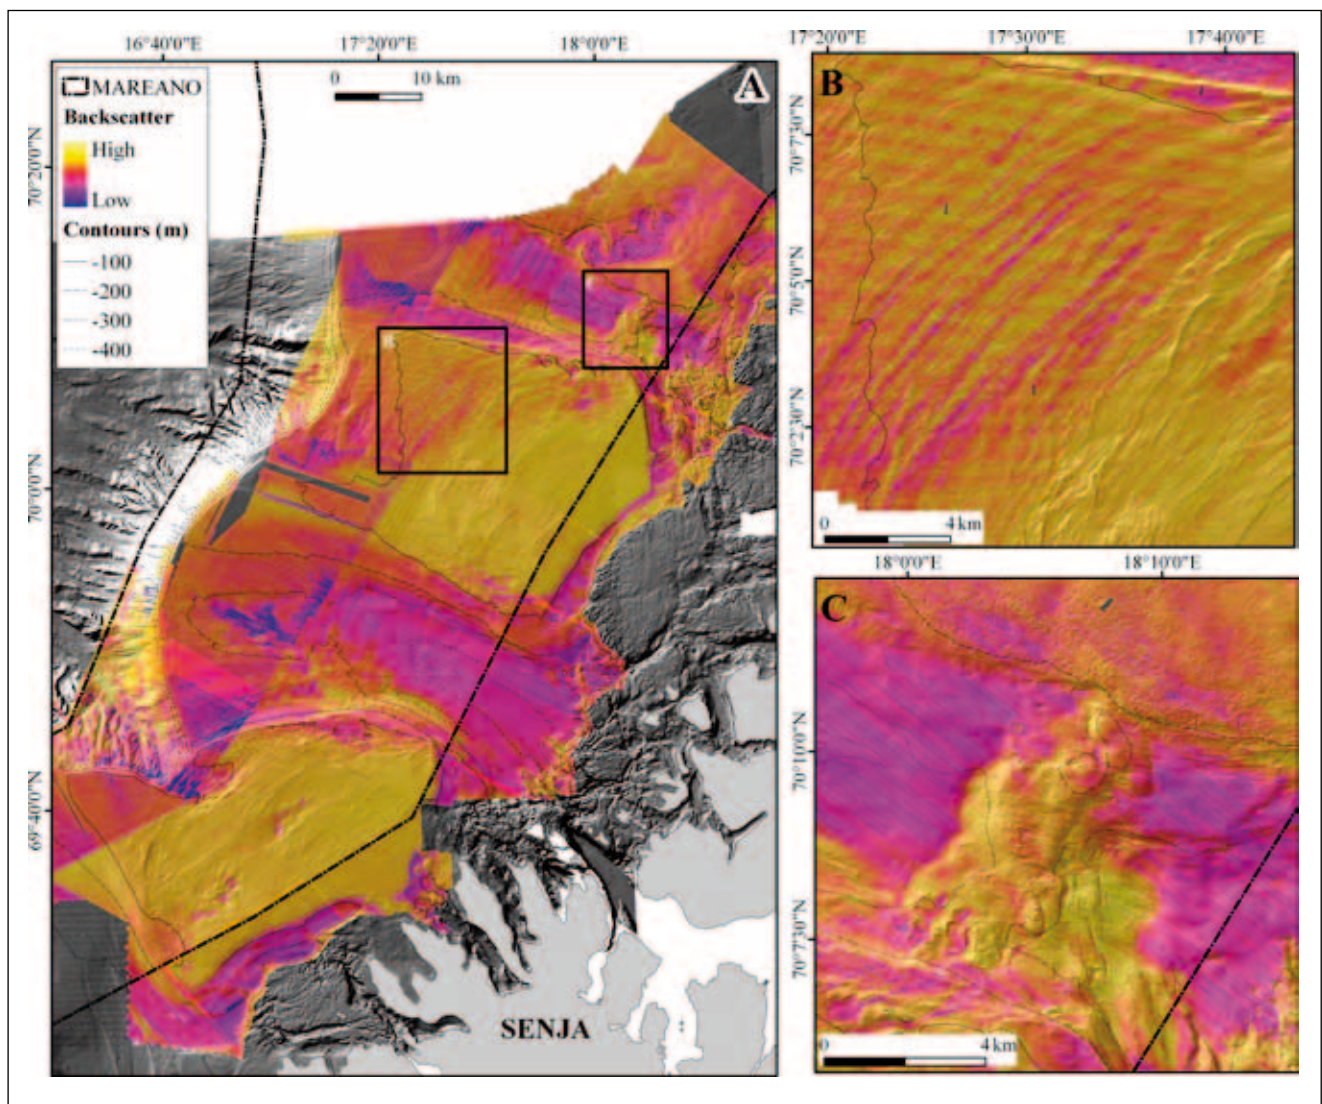 16°40'0"E 17°20'0"E 18°0'0"E
0 10 km
A
MAREANO
Backscatter
High
Low
Contours (m)
-100
-200
-300
-400
70°20'0"N
70°0'0"N
69°40'0"N
SENJA
17°20'0"E 17°30'0"E 17°40'0"E
B
70°7'30"N
70°5'0"N
70°2'30"N
0 4 km
18°0'0"E 18°10'0"E
C
70°10'0"N
70°7'30"N
0 4 km